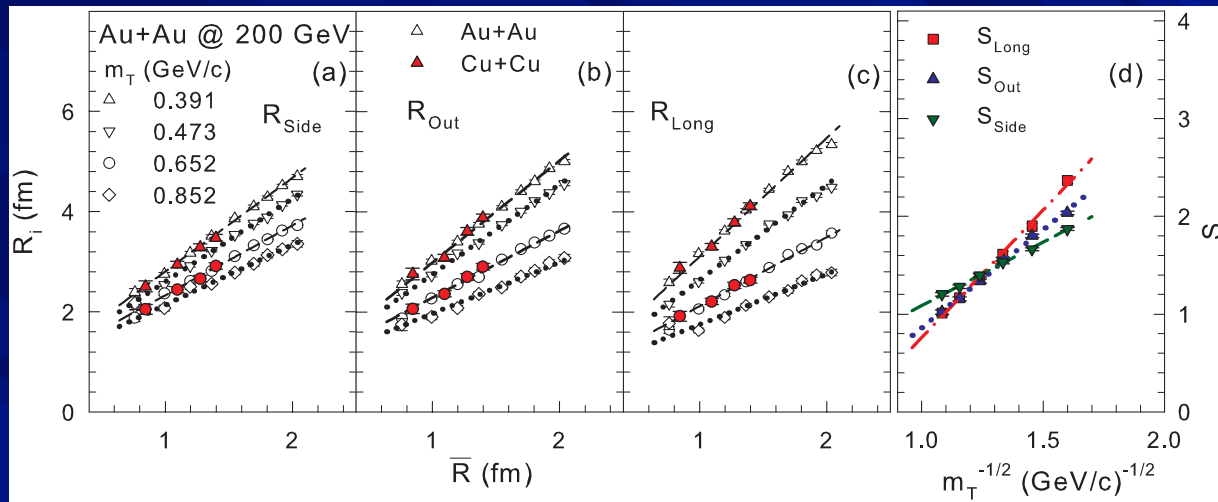 Au+Au @ 200 GeV
(a)
m_T (GeV/c)
0.391
0.473
0.652
0.852
R_Side
Au+Au
Cu+Cu
(b)
R_Out
(c)
R_Long
S_Long
S_Out
S_Side
(d)
R_i (fm)
0
2
4
6
1
2
1
2
1
2
R̅ (fm)
1.0
1.5
2.0
m_T^-1/2 (GeV/c)^-1/2
0
1
2
3
4
S